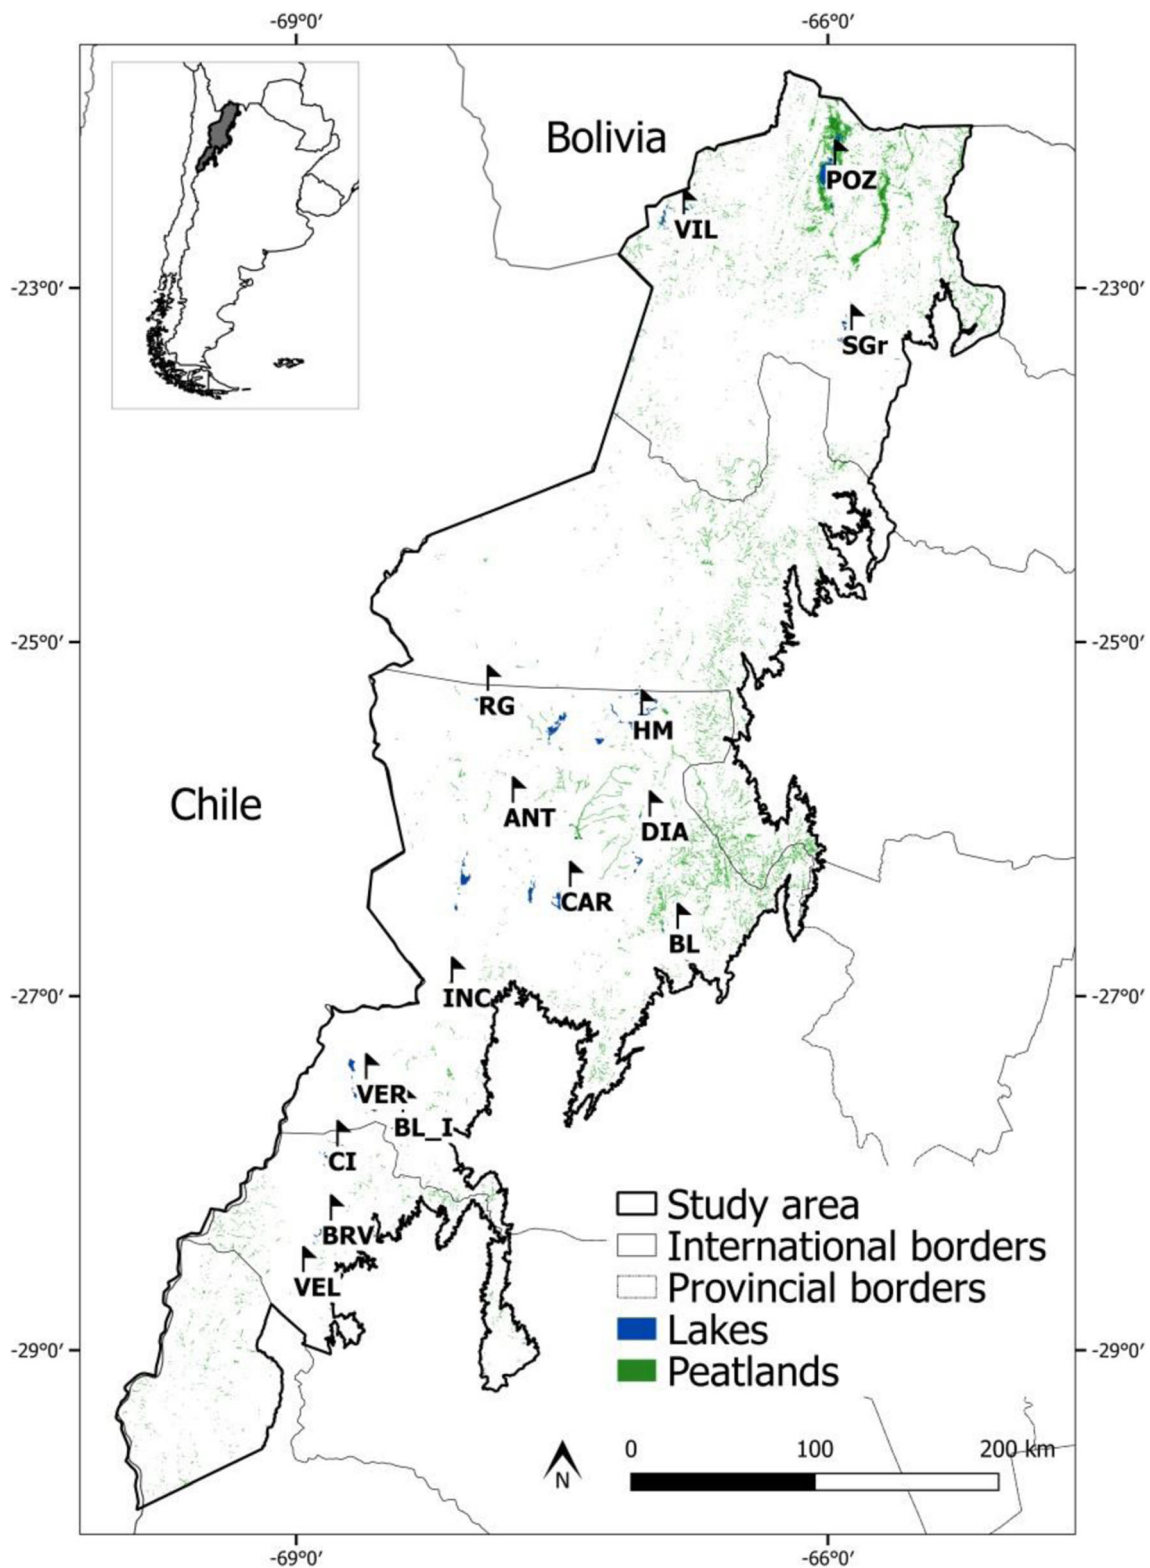 -69°0′ -66°0′
Bolivia
POZ
VIL
-23°0′ -23°0′
SGr
-25°0′ -25°0′
RG
HM
Chile
ANT
DIA
CAR
BL
-27°0′ -27°0′
INC
VER
BL_I
CI
BRV
VEL
Study area
International borders
Provincial borders
Lakes
-29°0′ -29°0′
Peatlands
0 100 200 km
N
-69°0′ -66°0′